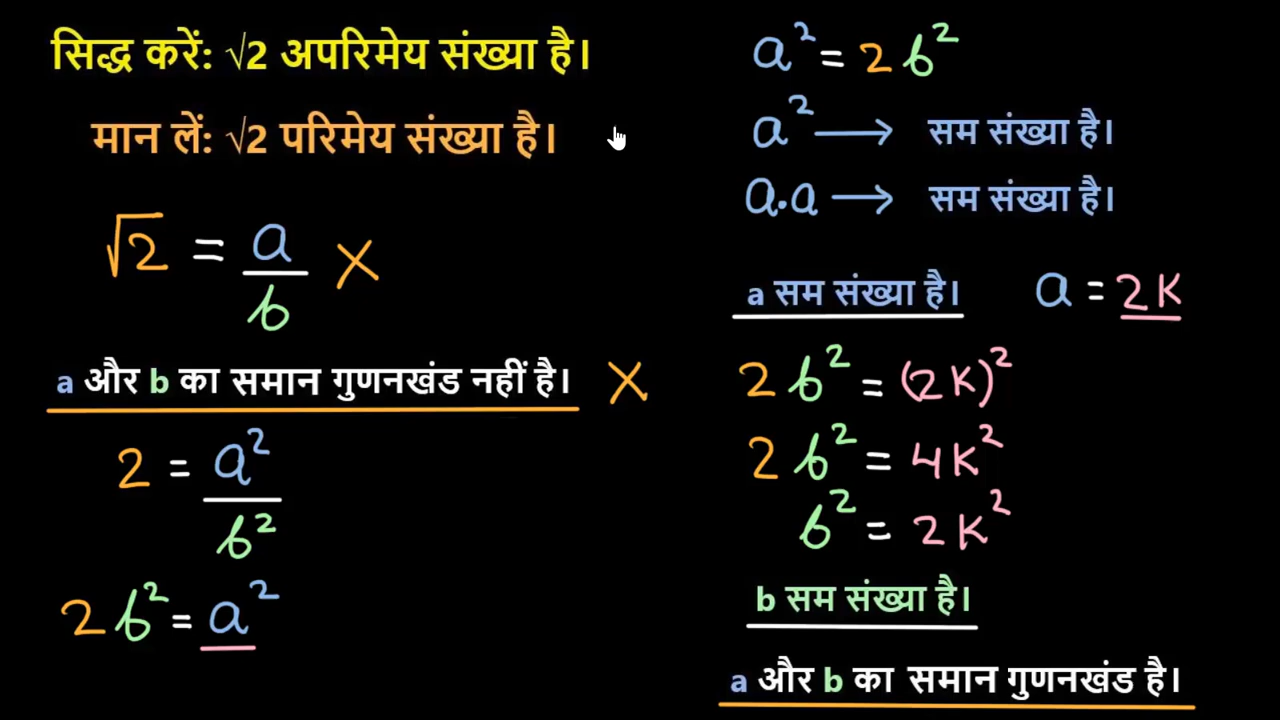 सिद्ध करें: √2 अपरिमेय संख्या है।
मान लें: √2 परिमेय संख्या है।
√2 = a/b X
a और b का समान गुणनखंड नहीं है। X
2 = a²/b²
2b² = a²
a² = 2b²
a² → सम संख्या है।
a.a → सम संख्या है।
a सम संख्या है। a = 2K
2b² = (2K)²
2b² = 4K²
b² = 2K²
b सम संख्या है।
a और b का समान गुणनखंड है।